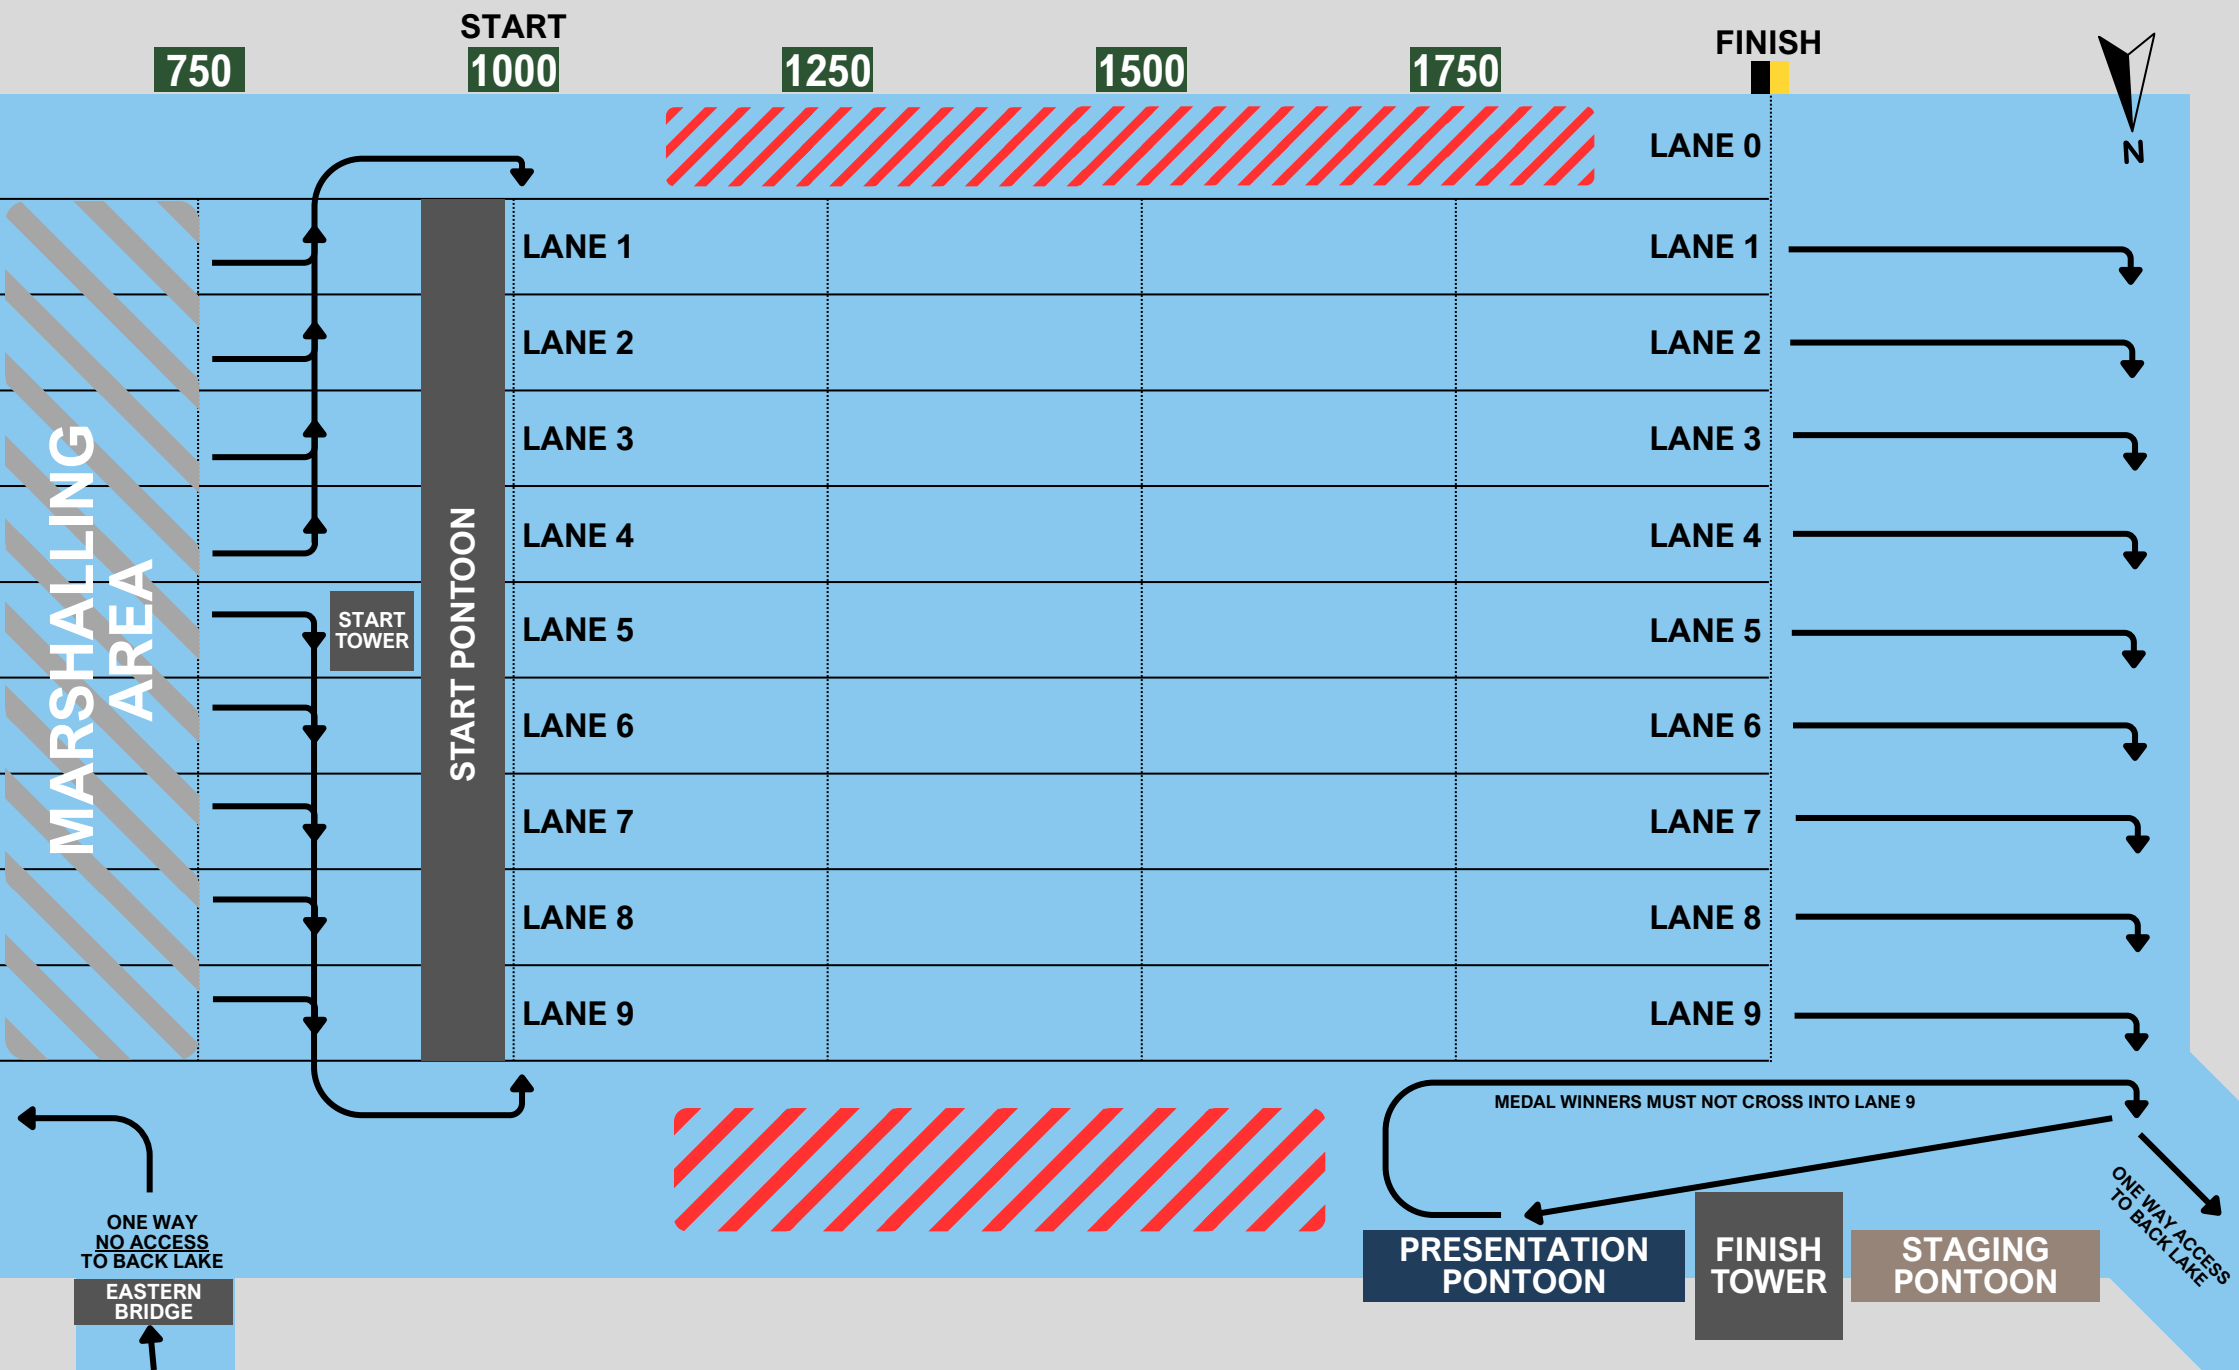 START
FINISH
750
1000
1250
1500
1750
N
LANE 0
LANE 1
LANE 1
LANE 2
LANE 2
LANE 3
LANE 3
LANE 4
LANE 4
LANE 5
LANE 5
LANE 6
LANE 6
LANE 7
LANE 7
LANE 8
LANE 8
LANE 9
LANE 9
MARSHALLING
AREA
START
TOWER
START PONTOON
MEDAL WINNERS MUST NOT CROSS INTO LANE 9
ONE WAY
NO ACCESS
TO BACK LAKE
EASTERN
BRIDGE
PRESENTATION
PONTOON
FINISH
TOWER
STAGING
PONTOON
ONE WAY ACCESS
TO BACK LAKE